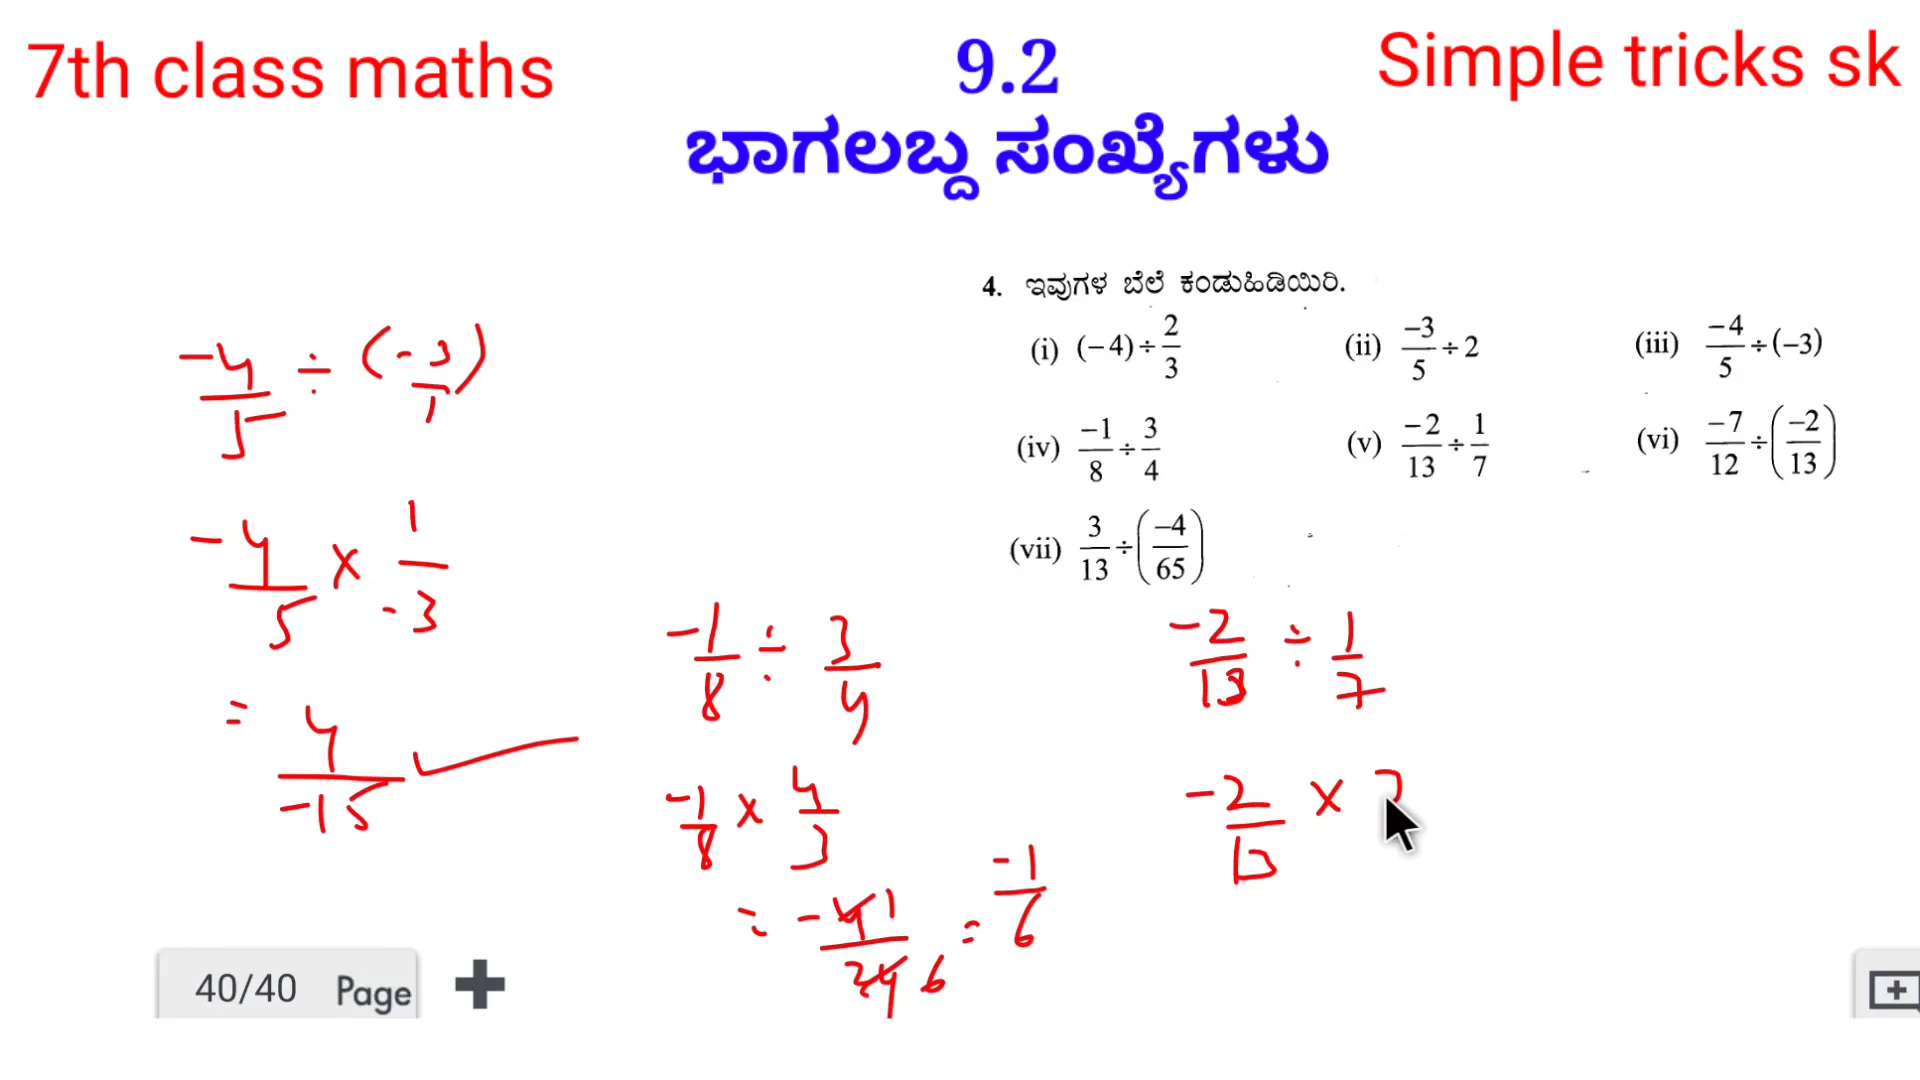 7th class maths
9.2
Simple tricks sk
ಭಾಗಲಬ್ದ ಸಂಖ್ಯೆಗಳು
4. ಇವುಗಳ ಬೆಲೆ ಕಂಡುಹಿಡಿಯಿರಿ.
(i) (−4) ÷ 2/3 (ii) −3/5 ÷ 2 (iii) −4/5 ÷ (−3)
(iv) −1/8 ÷ 3/4 (v) −2/13 ÷ 1/7 (vi) −7/12 ÷ (−2/13)
(vii) 3/13 ÷ (−4/65)
-4/5 ÷ (-3/1)
-4/5 × 1/-3
= 4/-15
-1/8 ÷ 3/4
-1/8 × 4/3
= -4 1/24 6 = -1/6
-2/13 ÷ 1/7
-2/13 ×
40/40 Page